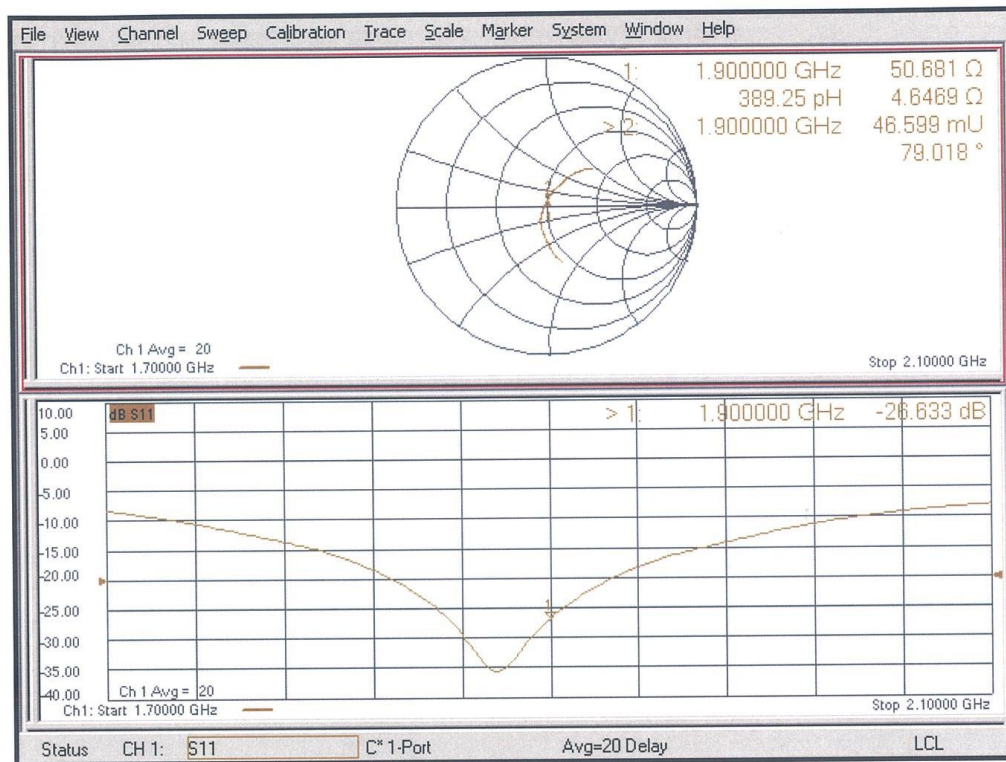 File View Channel Sweep Calibration Trace Scale Marker System Window Help
1: 1.900000 GHz 50.681 Ω
389.25 pH 4.6469 Ω
> 2: 1.900000 GHz 46.599 mU
79.018 °
Ch 1 Avg = 20
Ch1: Start 1.70000 GHz
Stop 2.10000 GHz
10.00
dB S11
> 1: 1.900000 GHz -26.633 dB
5.00
0.00
-5.00
-10.00
-15.00
-20.00
-25.00
1
-30.00
-35.00
-40.00
Ch 1 Avg = 20
Ch1: Start 1.70000 GHz
Stop 2.10000 GHz
Status CH 1: S11 C* 1-Port Avg=20 Delay LCL